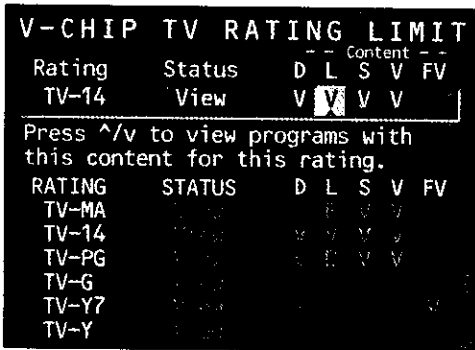 V-CHIP TV RATING LIMIT
-- Content --
Rating Status D L S V FV
TV-14 View V V V V
Press ^/v to view programs with
this content for this rating.
RATING STATUS D L S V FV
TV-MA V V
TV-14 V V V V
TV-PG V V
TV-G
TV-Y7 V
TV-Y